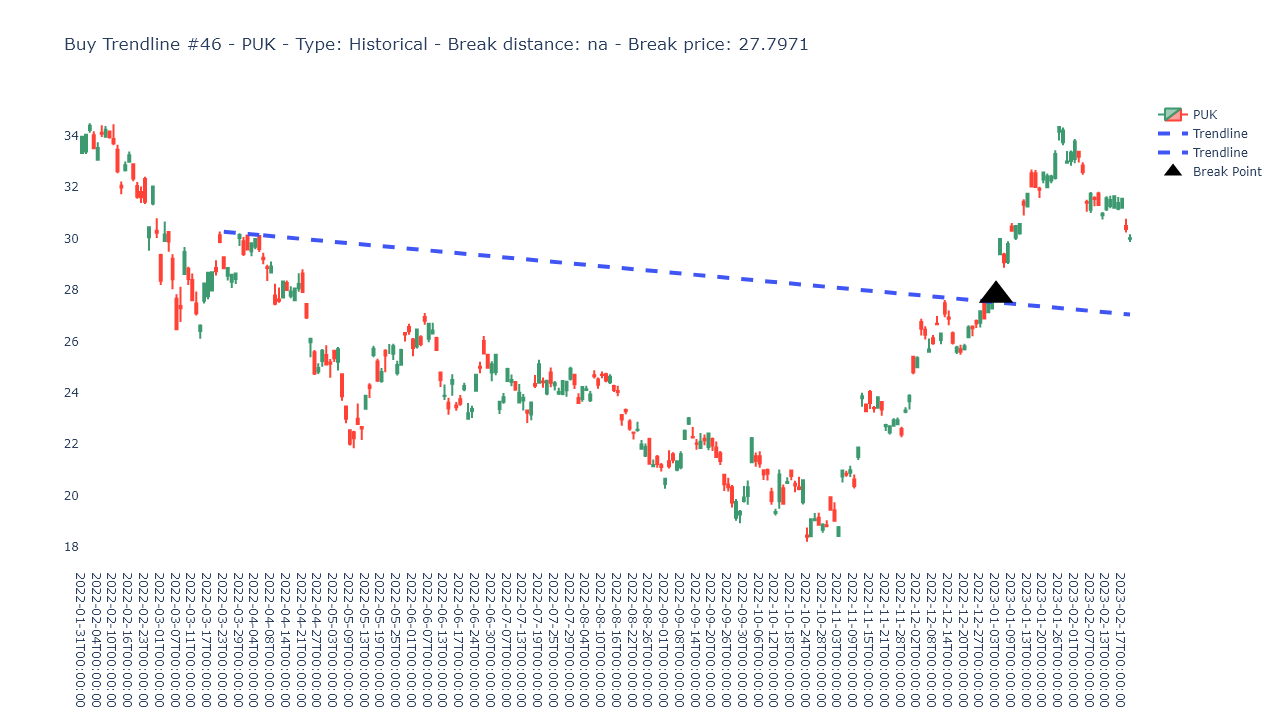 Buy Trendline #46 - PUK - Type: Historical - Break distance: na - Break price: 27.7971
PUK
Trendline
Trendline
Break Point
34
32
30
28
26
24
22
20
18
2022-01-31T00:00:00
2022-02-04T00:00:00
2022-02-10T00:00:00
2022-02-16T00:00:00
2022-02-23T00:00:00
2022-03-01T00:00:00
2022-03-07T00:00:00
2022-03-11T00:00:00
2022-03-17T00:00:00
2022-03-23T00:00:00
2022-03-29T00:00:00
2022-04-04T00:00:00
2022-04-08T00:00:00
2022-04-14T00:00:00
2022-04-21T00:00:00
2022-04-27T00:00:00
2022-05-03T00:00:00
2022-05-09T00:00:00
2022-05-13T00:00:00
2022-05-19T00:00:00
2022-05-25T00:00:00
2022-06-01T00:00:00
2022-06-07T00:00:00
2022-06-13T00:00:00
2022-06-17T00:00:00
2022-06-24T00:00:00
2022-06-30T00:00:00
2022-07-07T00:00:00
2022-07-13T00:00:00
2022-07-19T00:00:00
2022-07-25T00:00:00
2022-07-29T00:00:00
2022-08-04T00:00:00
2022-08-10T00:00:00
2022-08-16T00:00:00
2022-08-22T00:00:00
2022-08-26T00:00:00
2022-09-01T00:00:00
2022-09-08T00:00:00
2022-09-14T00:00:00
2022-09-20T00:00:00
2022-09-26T00:00:00
2022-09-30T00:00:00
2022-10-06T00:00:00
2022-10-12T00:00:00
2022-10-18T00:00:00
2022-10-24T00:00:00
2022-10-28T00:00:00
2022-11-03T00:00:00
2022-11-09T00:00:00
2022-11-15T00:00:00
2022-11-21T00:00:00
2022-11-28T00:00:00
2022-12-02T00:00:00
2022-12-08T00:00:00
2022-12-14T00:00:00
2022-12-20T00:00:00
2022-12-27T00:00:00
2023-01-03T00:00:00
2023-01-09T00:00:00
2023-01-13T00:00:00
2023-01-20T00:00:00
2023-01-26T00:00:00
2023-02-01T00:00:00
2023-02-07T00:00:00
2023-02-13T00:00:00
2023-02-17T00:00:00